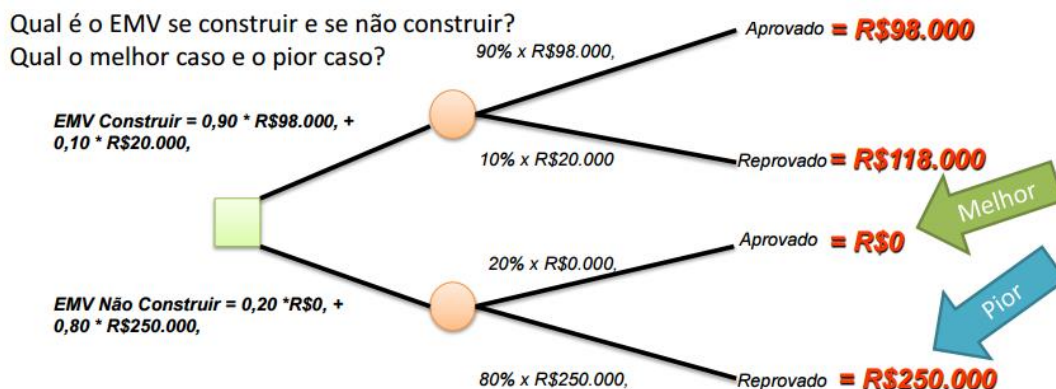 Qual é o EMV se construir e se não construir?
Qual o melhor caso e o pior caso?
90% x R$98.000,
Aprovado = R$98.000
EMV Construir = 0,90 * R$98.000, +
0,10 * R$20.000,
10% x R$20.000
Reprovado = R$118.000
Melhor
Aprovado = R$0
20% x R$0.000,
EMV Não Construir = 0,20 *R$0, +
0,80 * R$250.000,
Pior
80% x R$250.000,
Reprovado = R$250.000